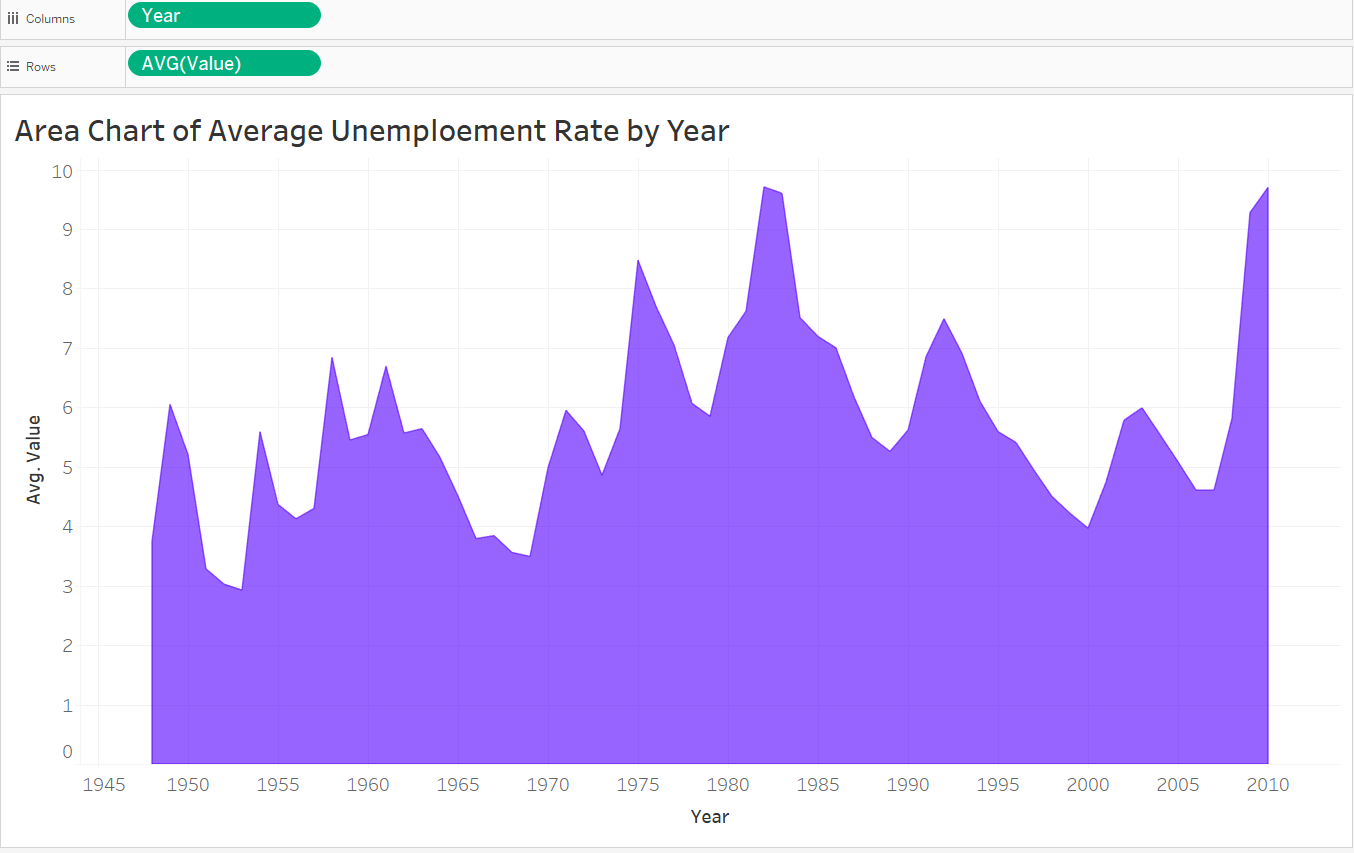 Columns
Year
Rows
AVG(Value)
Area Chart of Average Unemploement Rate by Year
10
9
8
7
6
5
4
3
2
1
0
Avg. Value
1945 1950 1955 1960 1965 1970 1975 1980 1985 1990 1995 2000 2005 2010
Year